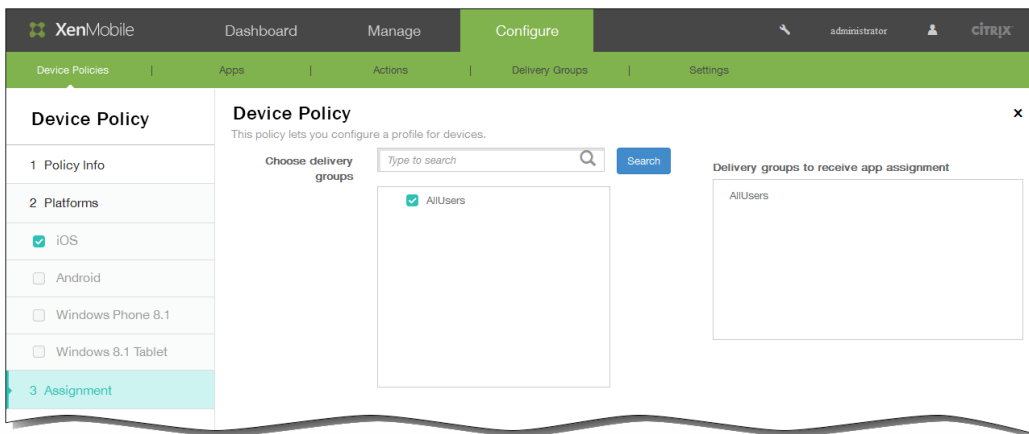 XenMobile Dashboard Manage Configure administrator CITRIX
Device Policies | Apps | Actions | Delivery Groups | Settings
Device Policy
1 Policy Info
2 Platforms
iOS
Android
Windows Phone 8.1
Windows 8.1 Tablet
3 Assignment
Device Policy
x
This policy lets you configure a profile for devices.
Choose delivery
groups
Type to search
Search
AllUsers
Delivery groups to receive app assignment
AllUsers